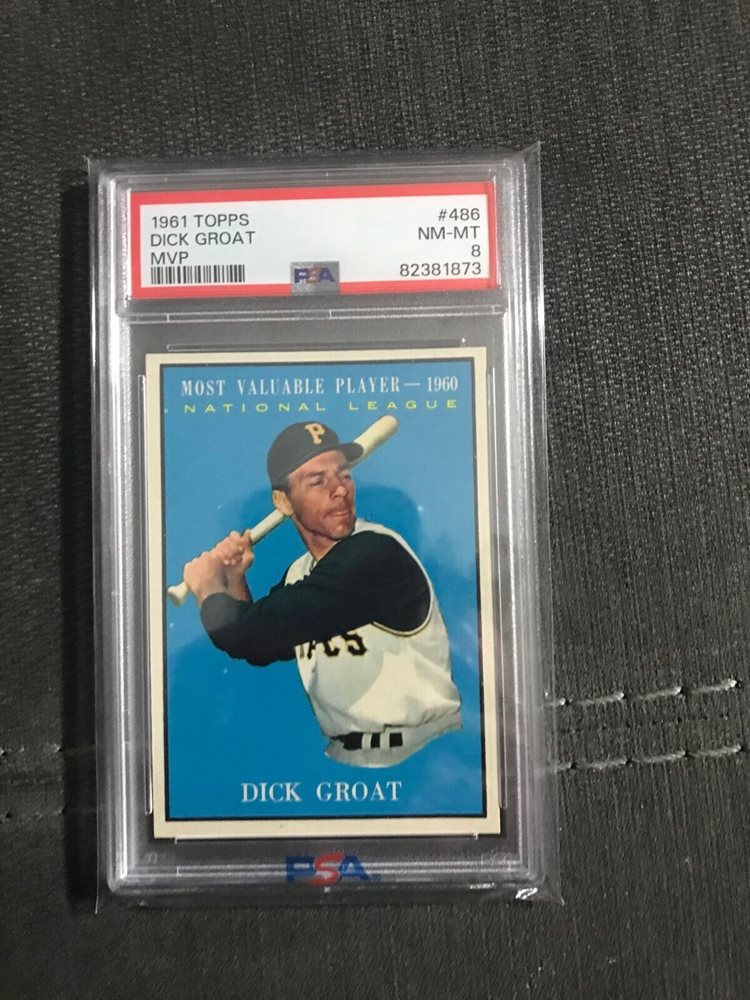 1961 TOPPS #486
DICK GROAT NM-MT
MVP 8
PSA 82381873
MOST VALUABLE PLAYER — 1960
NATIONAL LEAGUE
P
DICK GROAT
PSA